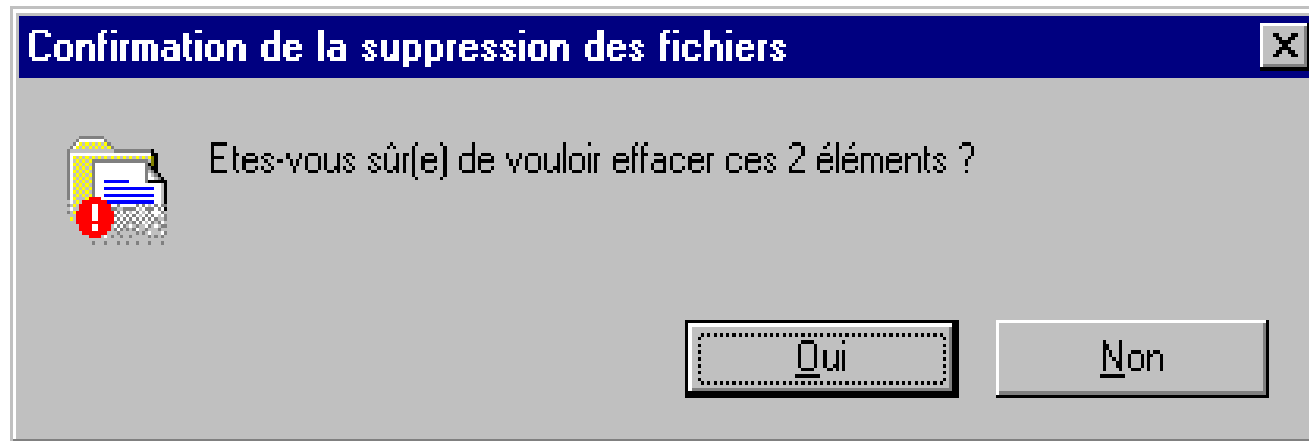 Confirmation de la suppression des fichiers
Etes-vous sûr(e) de vouloir effacer ces 2 éléments ?
Oui
Non